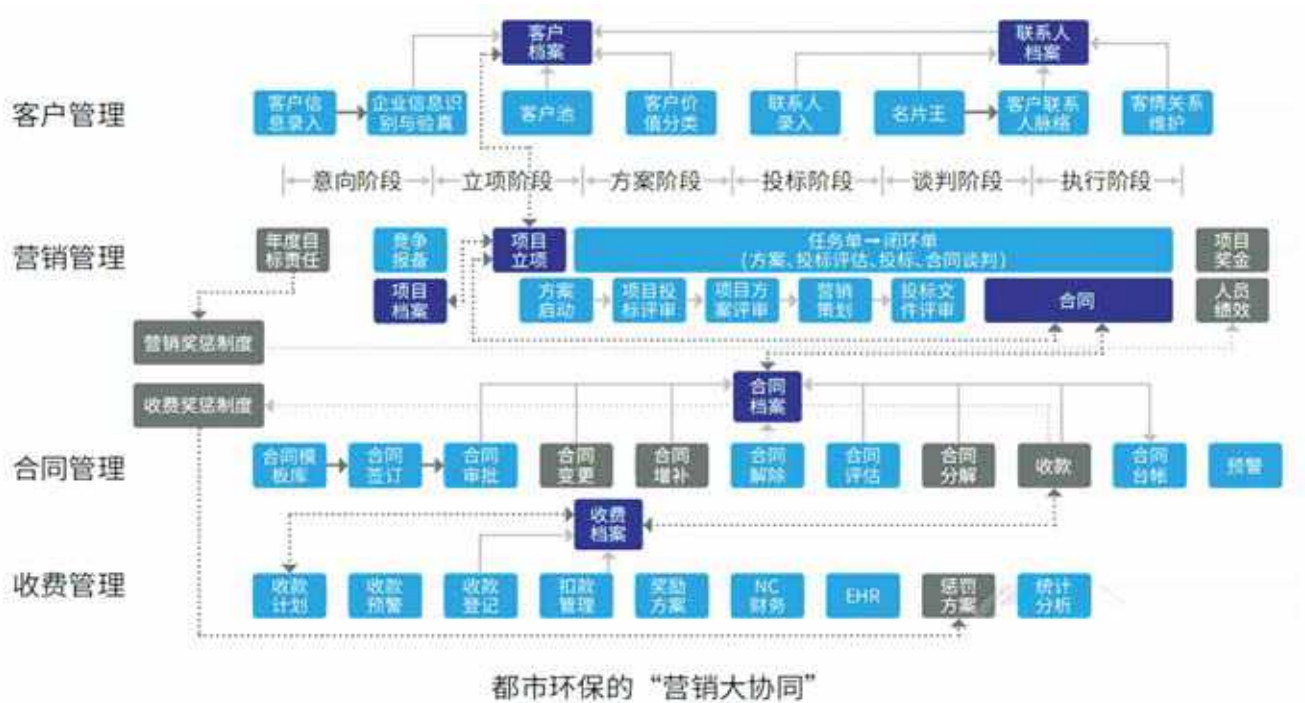 客户
档案
联系人
档案
客户管理
客户信
息录入
企业信息识
别与验真
客户池
客户价
值分类
联系人
录入
名片王
客户联系
人脉络
客情关系
维护
意向阶段
立项阶段
方案阶段
投标阶段
谈判阶段
执行阶段
营销管理
年度目
标责任
竞争
报备
项目
立项
任务单→闭环单
(方案、投标评估、投标、合同谈判)
项目
奖金
项目
档案
方案
启动
项目投
标评审
项目方
案评审
营销
策划
投标文
件评审
合同
人员
绩效
营销奖惩制度
收费奖惩制度
合同
档案
合同管理
合同模
板库
合同
签订
合同
审批
合同
变更
合同
增补
合同
解除
合同
评估
合同
分解
收款
合同
台帐
预警
收费
档案
收费管理
收款
计划
收款
预警
收款
登记
扣款
管理
奖励
方案
NC
财务
EHR
惩罚
方案
统计
分析
都市环保的“营销大协同”